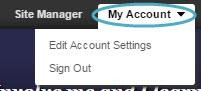 Site Manager My Account
Edit Account Settings
Sign Out